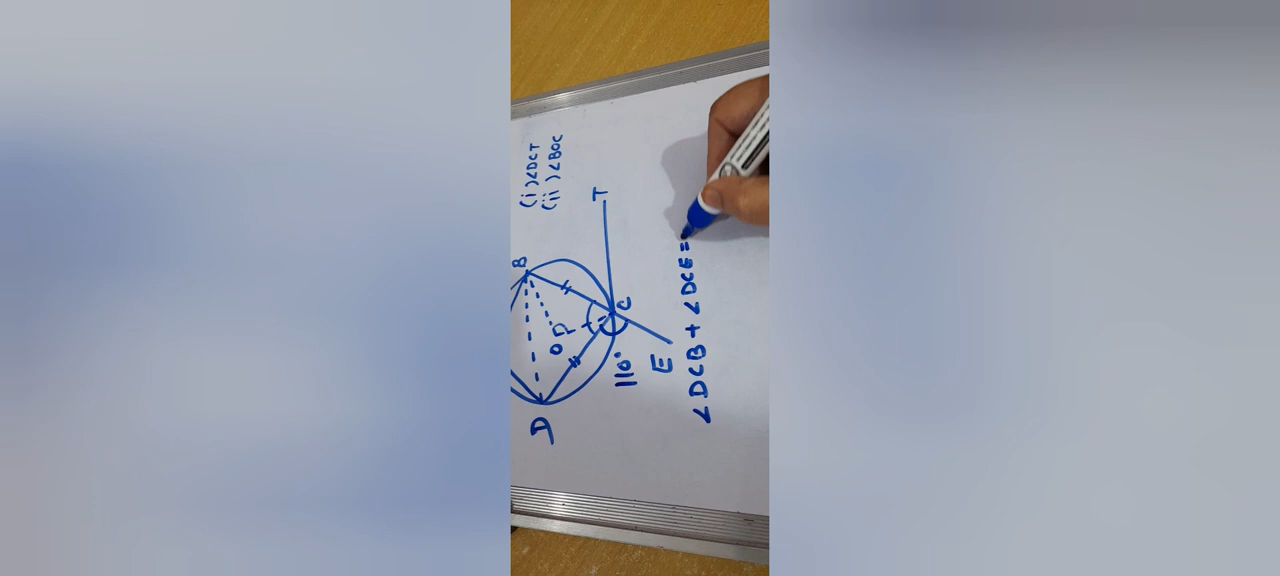 (i) ∠DCT
(ii) ∠BOC
B
T
O
C
D
110°
E
∠DCB + ∠DCE =